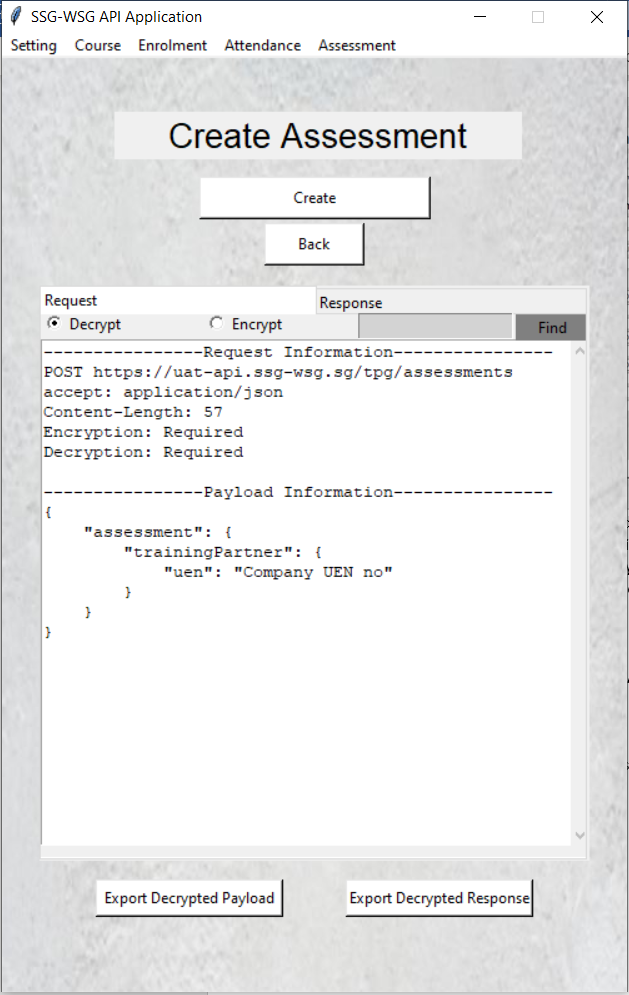 SSG-WSG API Application
Setting Course Enrolment Attendance Assessment
Create Assessment
Create
Back
Request
Response
Decrypt Encrypt Find
----------------Request Information----------------
POST https://uat-api.ssg-wsg.sg/tpg/assessments
accept: application/json
Content-Length: 57
Encryption: Required
Decryption: Required
----------------Payload Information----------------
{
    "assessment": {
        "trainingPartner": {
            "uen": "Company UEN no"
        }
    }
}
Export Decrypted Payload Export Decrypted Response